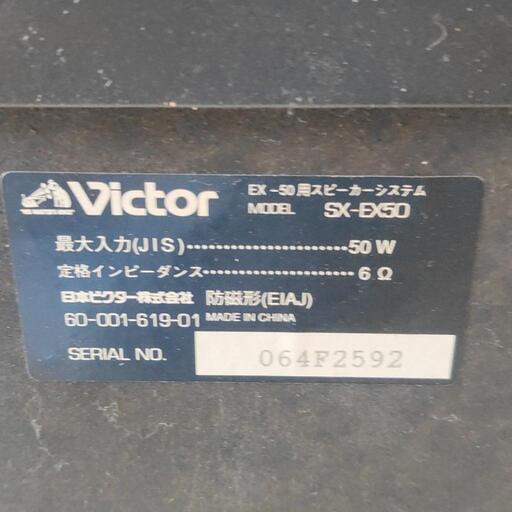 Victor
EX-50用スピーカーシステム
MODEL SX-EX50
最大入力(JIS)......................50 W
定格インピーダンス......................6 Ω
日本ビクター株式会社 防磁形(EIAJ)
60-001-619-01 MADE IN CHINA
SERIAL NO. 064F2592